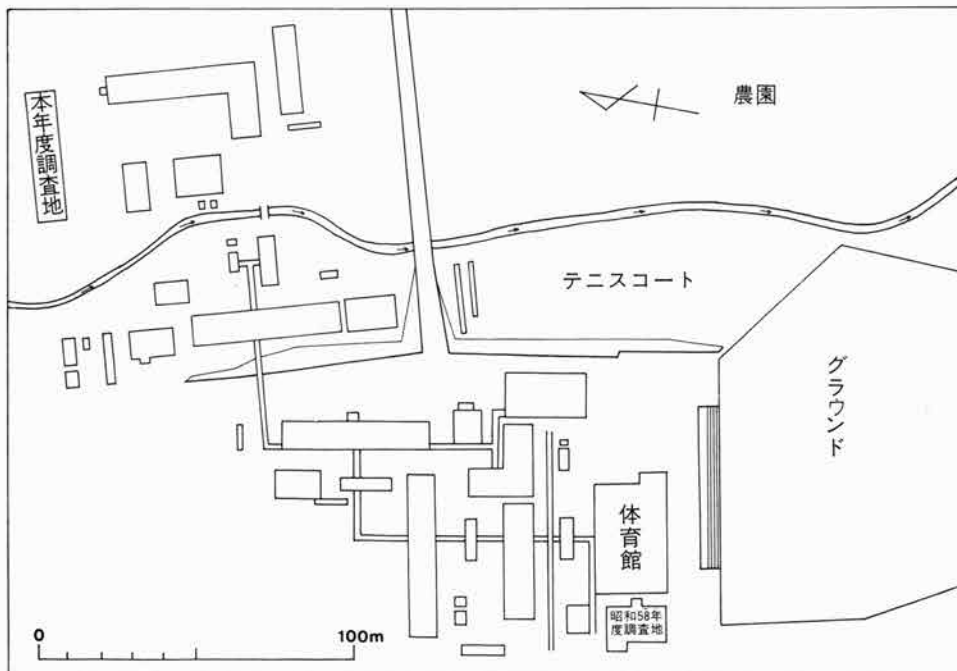 農園
本年度調査地
テニスコート
グラウンド
体育館
昭和58年
度調査地
0
100m